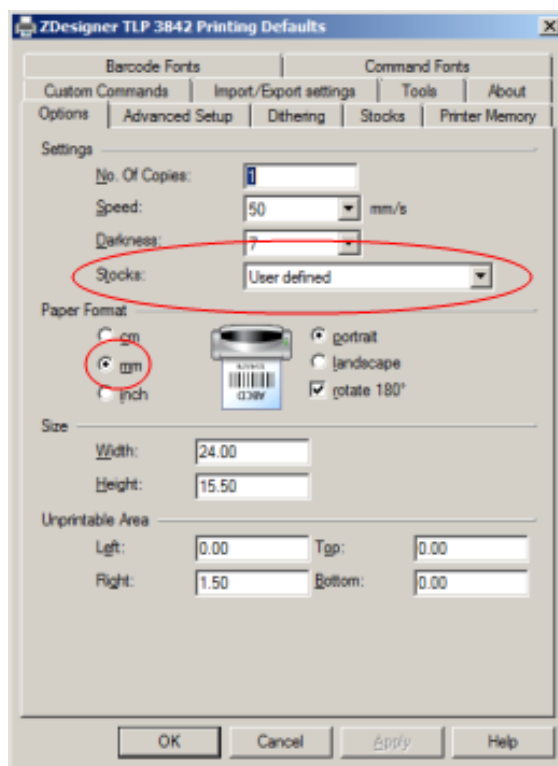 ZDesigner TLP 3842 Printing Defaults
Barcode Fonts Command Fonts
Custom Commands Import/Export settings Tools About
Options Advanced Setup Dithering Stocks Printer Memory
Settings
No. Of Copies: 1
Speed: 50 mm/s
Darkness: 7
Stocks: User defined
Paper Format
cm portrait
mm landscape
inch rotate 180°
ABCD
Size
Width: 24.00
Height: 15.50
Unprintable Area
Left: 0.00 Top: 0.00
Right: 1.50 Bottom: 0.00
OK Cancel Apply Help